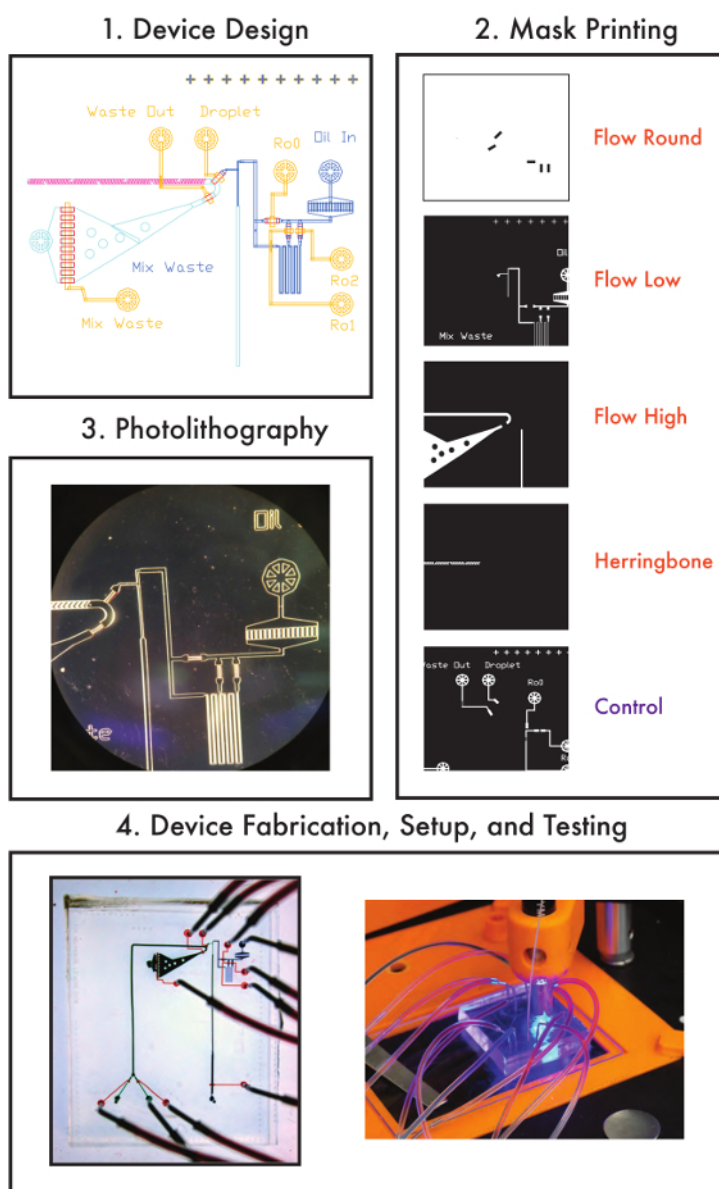 1. Device Design
Waste Out
Droplet
Ro0
Oil In
Mix Waste
Ro2
Mix Waste
Ro1
2. Mask Printing
Flow Round
Oil
Flow Low
Mix Waste
Flow High
Herringbone
Waste Out
Droplet
Ro0
Control
3. Photolithography
Oil
te
4. Device Fabrication, Setup, and Testing